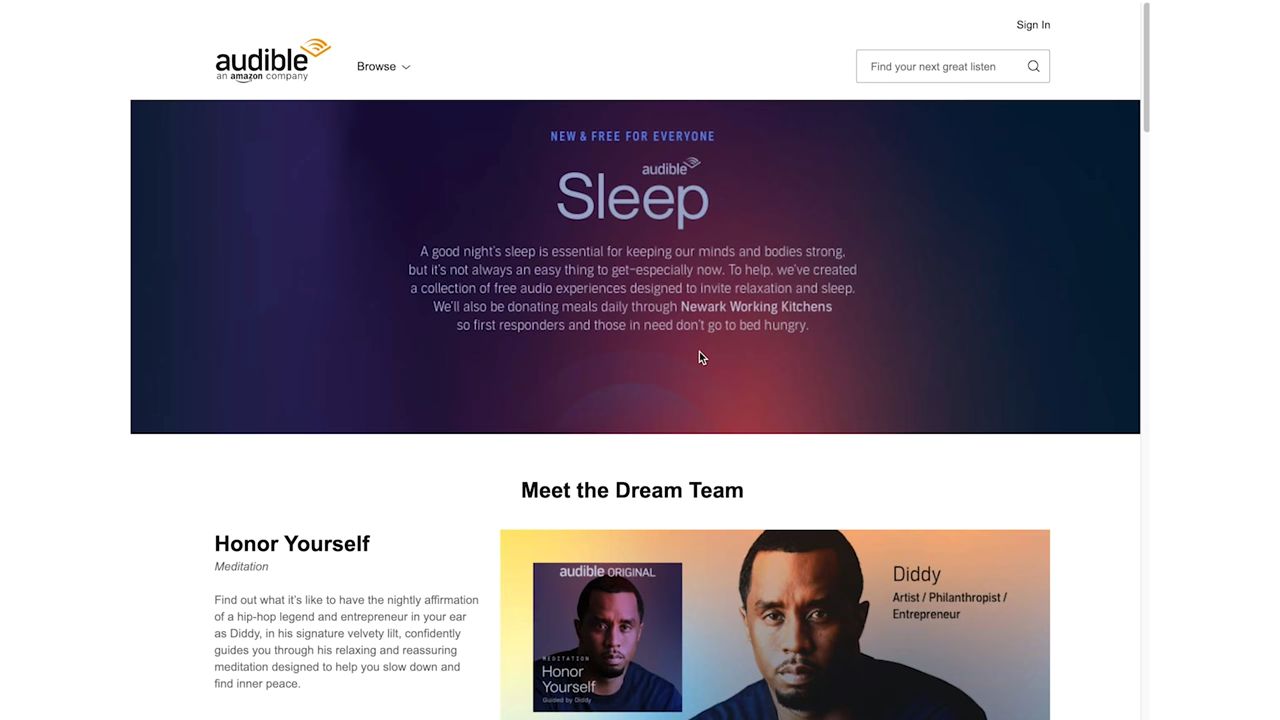 Sign In
audible
an amazon company
Browse
Find your next great listen
NEW & FREE FOR EVERYONE
audible
Sleep
A good night's sleep is essential for keeping our minds and bodies strong,
but it's not always an easy thing to get–especially now. To help, we've created
a collection of free audio experiences designed to invite relaxation and sleep.
We'll also be donating meals daily through Newark Working Kitchens
so first responders and those in need don't go to bed hungry.
Meet the Dream Team
Honor Yourself
Meditation
Find out what it's like to have the nightly affirmation
of a hip-hop legend and entrepreneur in your ear
as Diddy, in his signature velvety lilt, confidently
guides you through his relaxing and reassuring
meditation designed to help you slow down and
find inner peace.
audible ORIGINAL
MEDITATION
Honor
Yourself
Guided by Diddy
Diddy
Artist / Philanthropist /
Entrepreneur